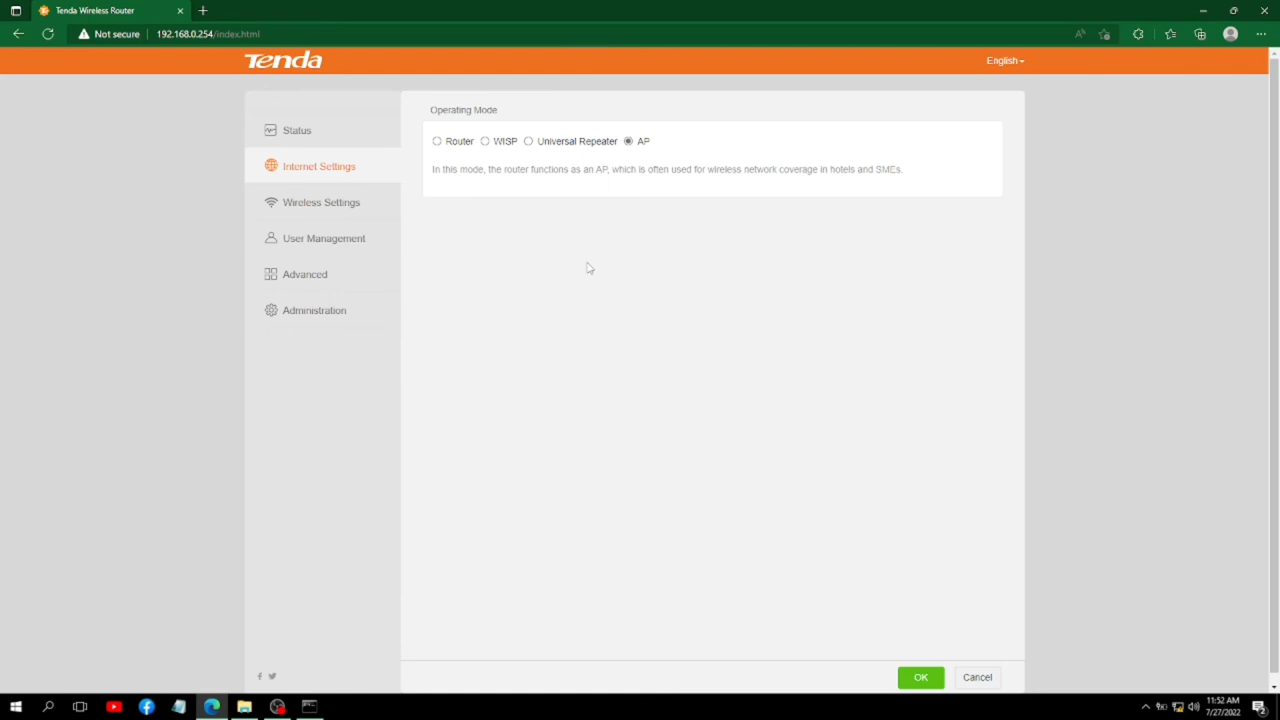 Tenda Wireless Router
Not secure
192.168.0.254/index.html
Tenda
English
Operating Mode
Status
Router WISP Universal Repeater AP
Internet Settings
In this mode, the router functions as an AP, which is often used for wireless network coverage in hotels and SMEs.
Wireless Settings
User Management
Advanced
Administration
OK Cancel
11:52 AM
7/27/2022
2